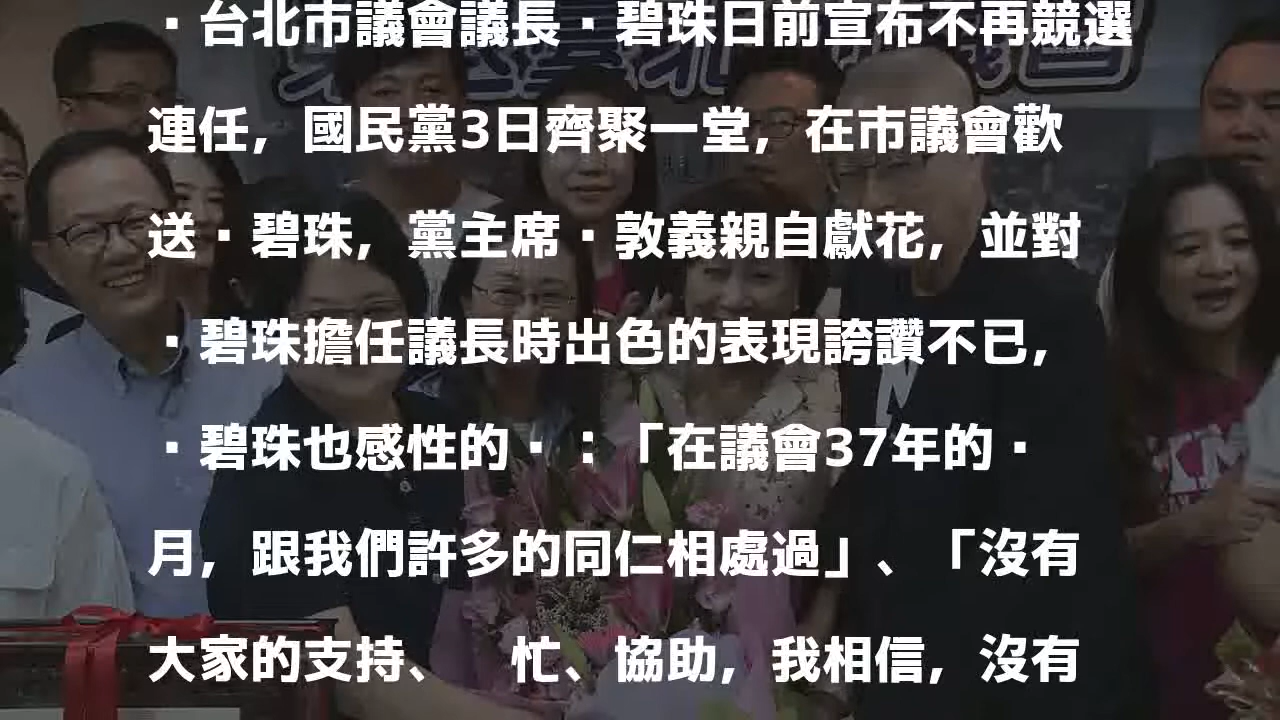 ·台北市議會議長·碧珠日前宣布不再競選
連任，國民黨3日齊聚一堂，在市議會歡
送·碧珠，黨主席·敦義親自獻花，並對
·碧珠擔任議長時出色的表現誇讚不已，
·碧珠也感性的·：「在議會37年的·
月，跟我們許多的同仁相處過」、「沒有
大家的支持、　忙、協助，我相信，沒有